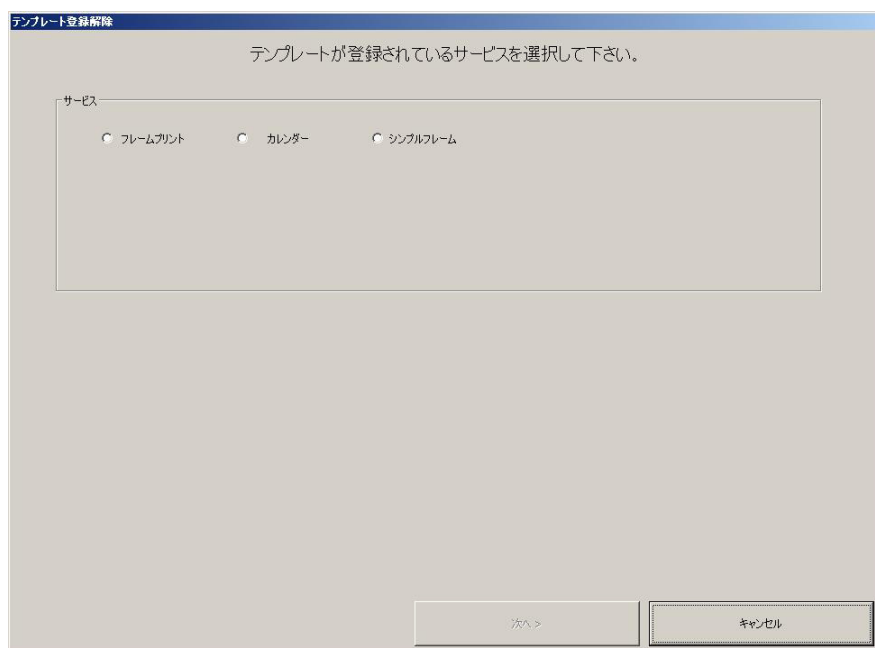 テンプレート登録解除
テンプレートが登録されているサービスを選択して下さい。
サービス
フレームプリント カレンダー シンプルフレーム
次へ > キャンセル